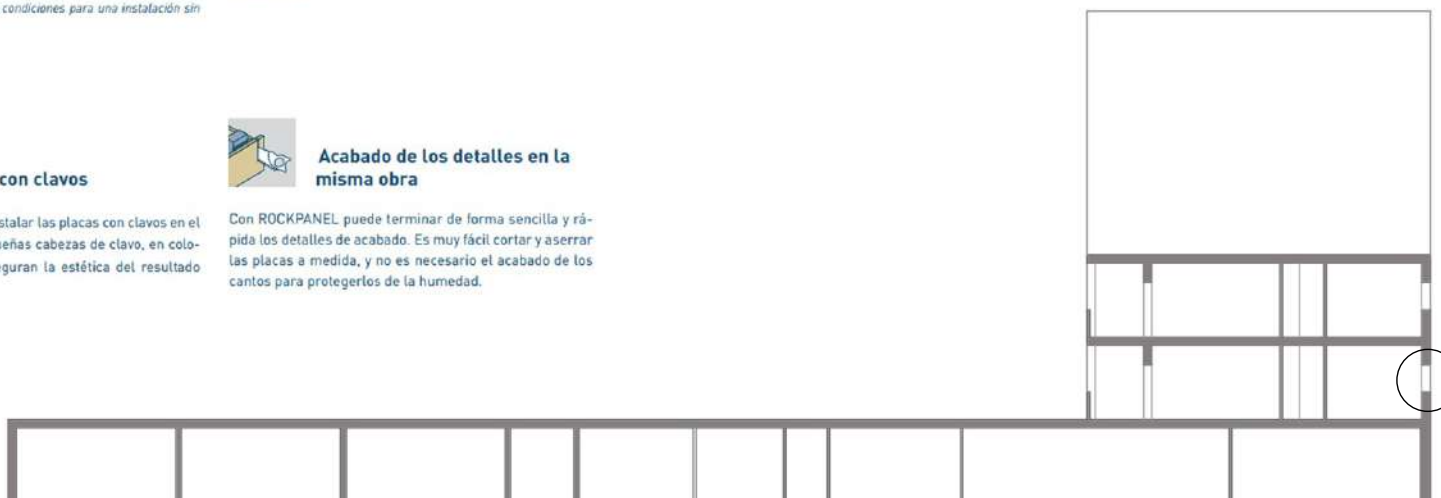 condiciones para una instalación sin
con clavos
stalar las placas con clavos en el
ueñas cabezas de clavo, en colo-
guran la estética del resultado
Acabado de los detalles en la
misma obra
Con ROCKPANEL puede terminar de forma sencilla y rá-
pida los detalles de acabado. Es muy fácil cortar y aserrar
las placas a medida, y no es necesario el acabado de los
cantos para protegerlos de la humedad.